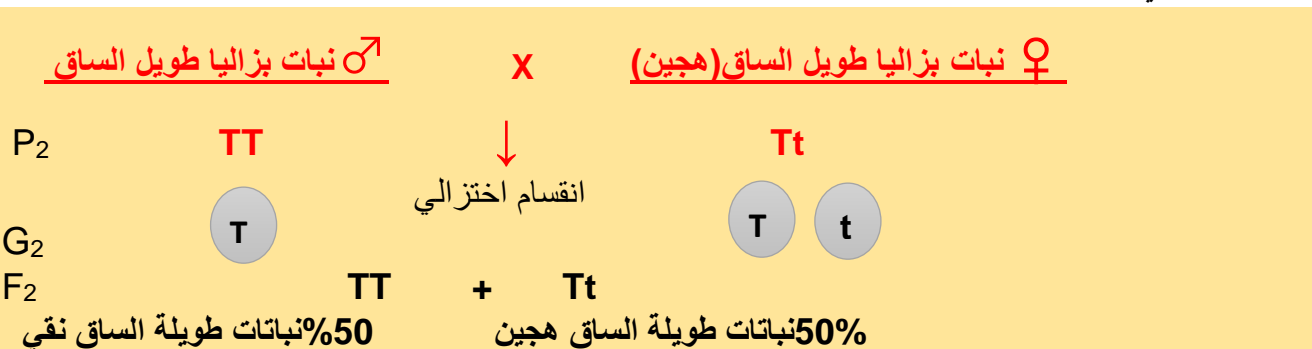 ♀ نبات بزاليا طويل الساق(هجين) X ♂ نبات بزاليا طويل الساق
P₂ TT ↓ Tt
انقسام اختزالي
G₂ T T t
F₂ TT + Tt
50%نباتات طويلة الساق هجين 50%نباتات طويلة الساق نقي